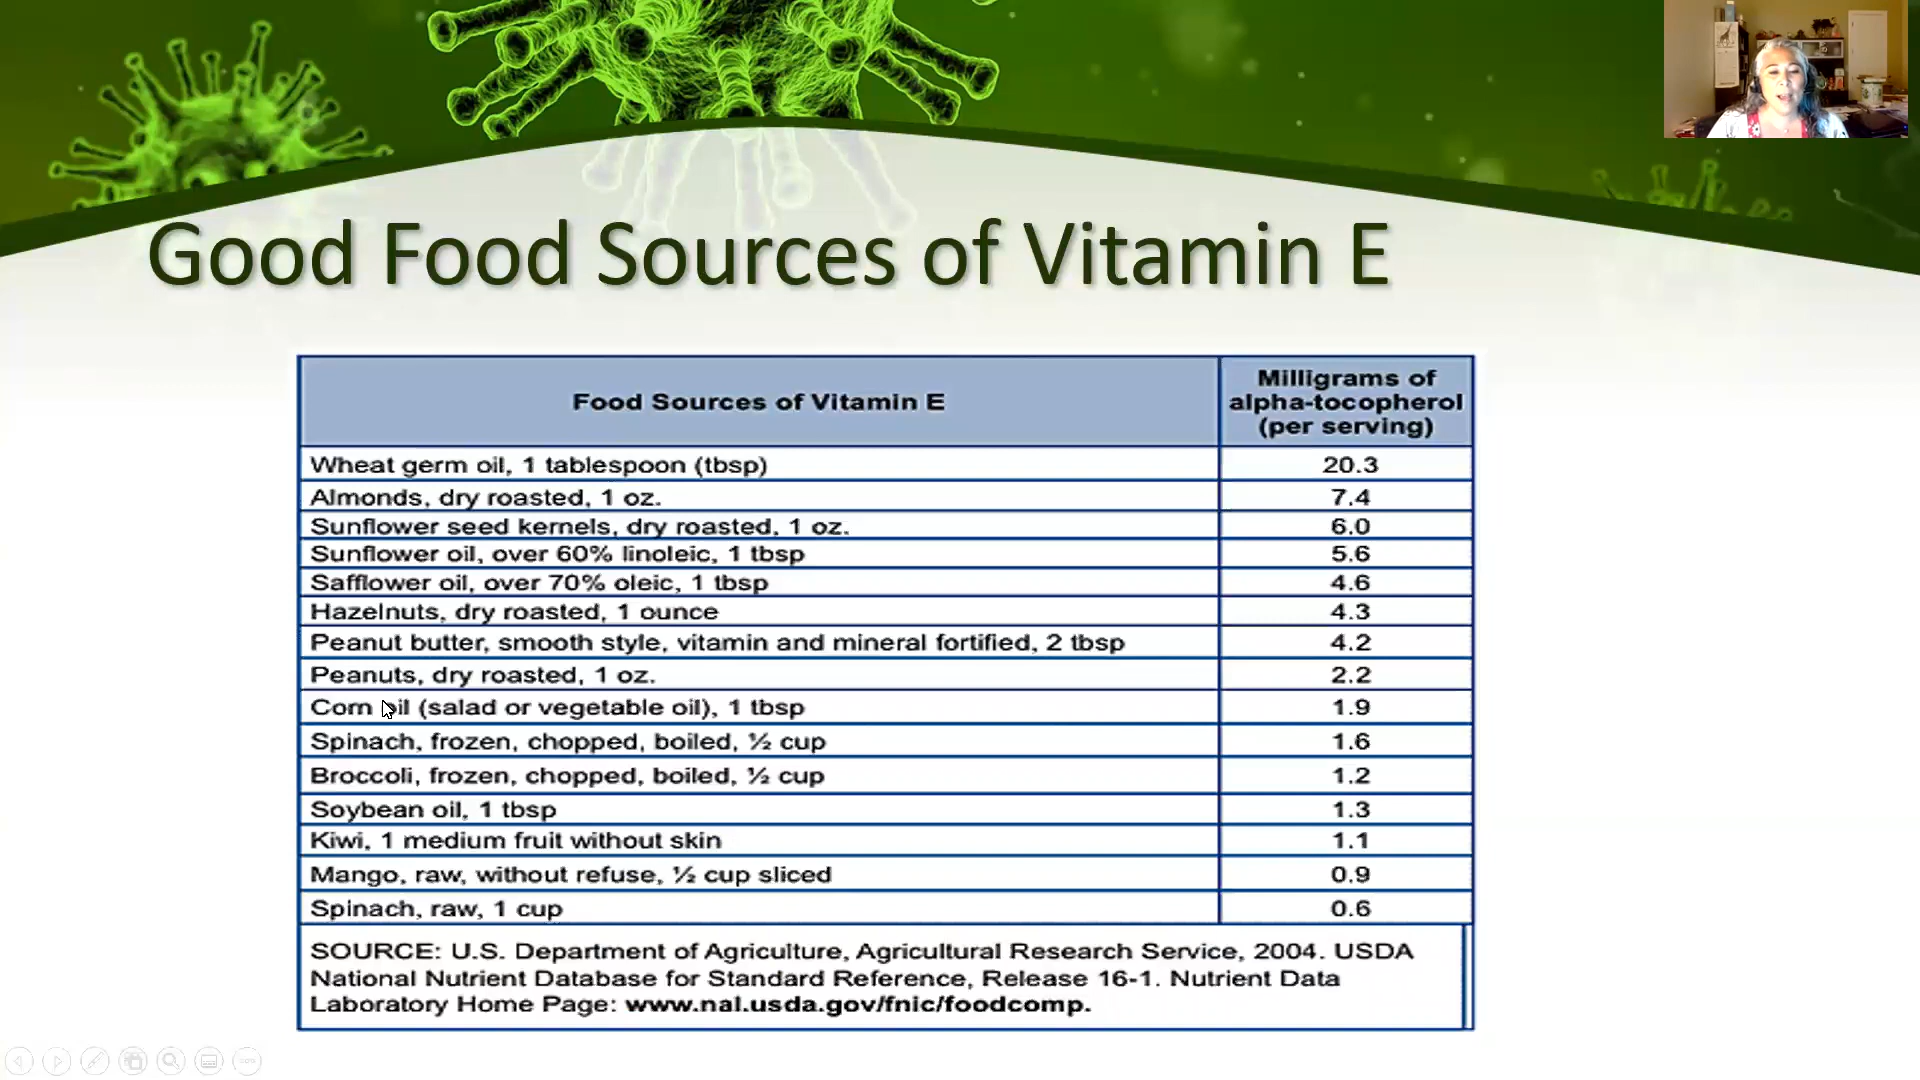 Good Food Sources of Vitamin E
Food Sources of Vitamin E
Milligrams of
alpha-tocopherol
(per serving)
Wheat germ oil, 1 tablespoon (tbsp) 20.3
Almonds, dry roasted, 1 oz. 7.4
Sunflower seed kernels, dry roasted, 1 oz. 6.0
Sunflower oil, over 60% linoleic, 1 tbsp 5.6
Safflower oil, over 70% oleic, 1 tbsp 4.6
Hazelnuts, dry roasted, 1 ounce 4.3
Peanut butter, smooth style, vitamin and mineral fortified, 2 tbsp 4.2
Peanuts, dry roasted, 1 oz. 2.2
Corn oil (salad or vegetable oil), 1 tbsp 1.9
Spinach, frozen, chopped, boiled, ½ cup 1.6
Broccoli, frozen, chopped, boiled, ½ cup 1.2
Soybean oil, 1 tbsp 1.3
Kiwi, 1 medium fruit without skin 1.1
Mango, raw, without refuse, ½ cup sliced 0.9
Spinach, raw, 1 cup 0.6
SOURCE: U.S. Department of Agriculture, Agricultural Research Service, 2004. USDA
National Nutrient Database for Standard Reference, Release 16-1. Nutrient Data
Laboratory Home Page: www.nal.usda.gov/fnic/foodcomp.